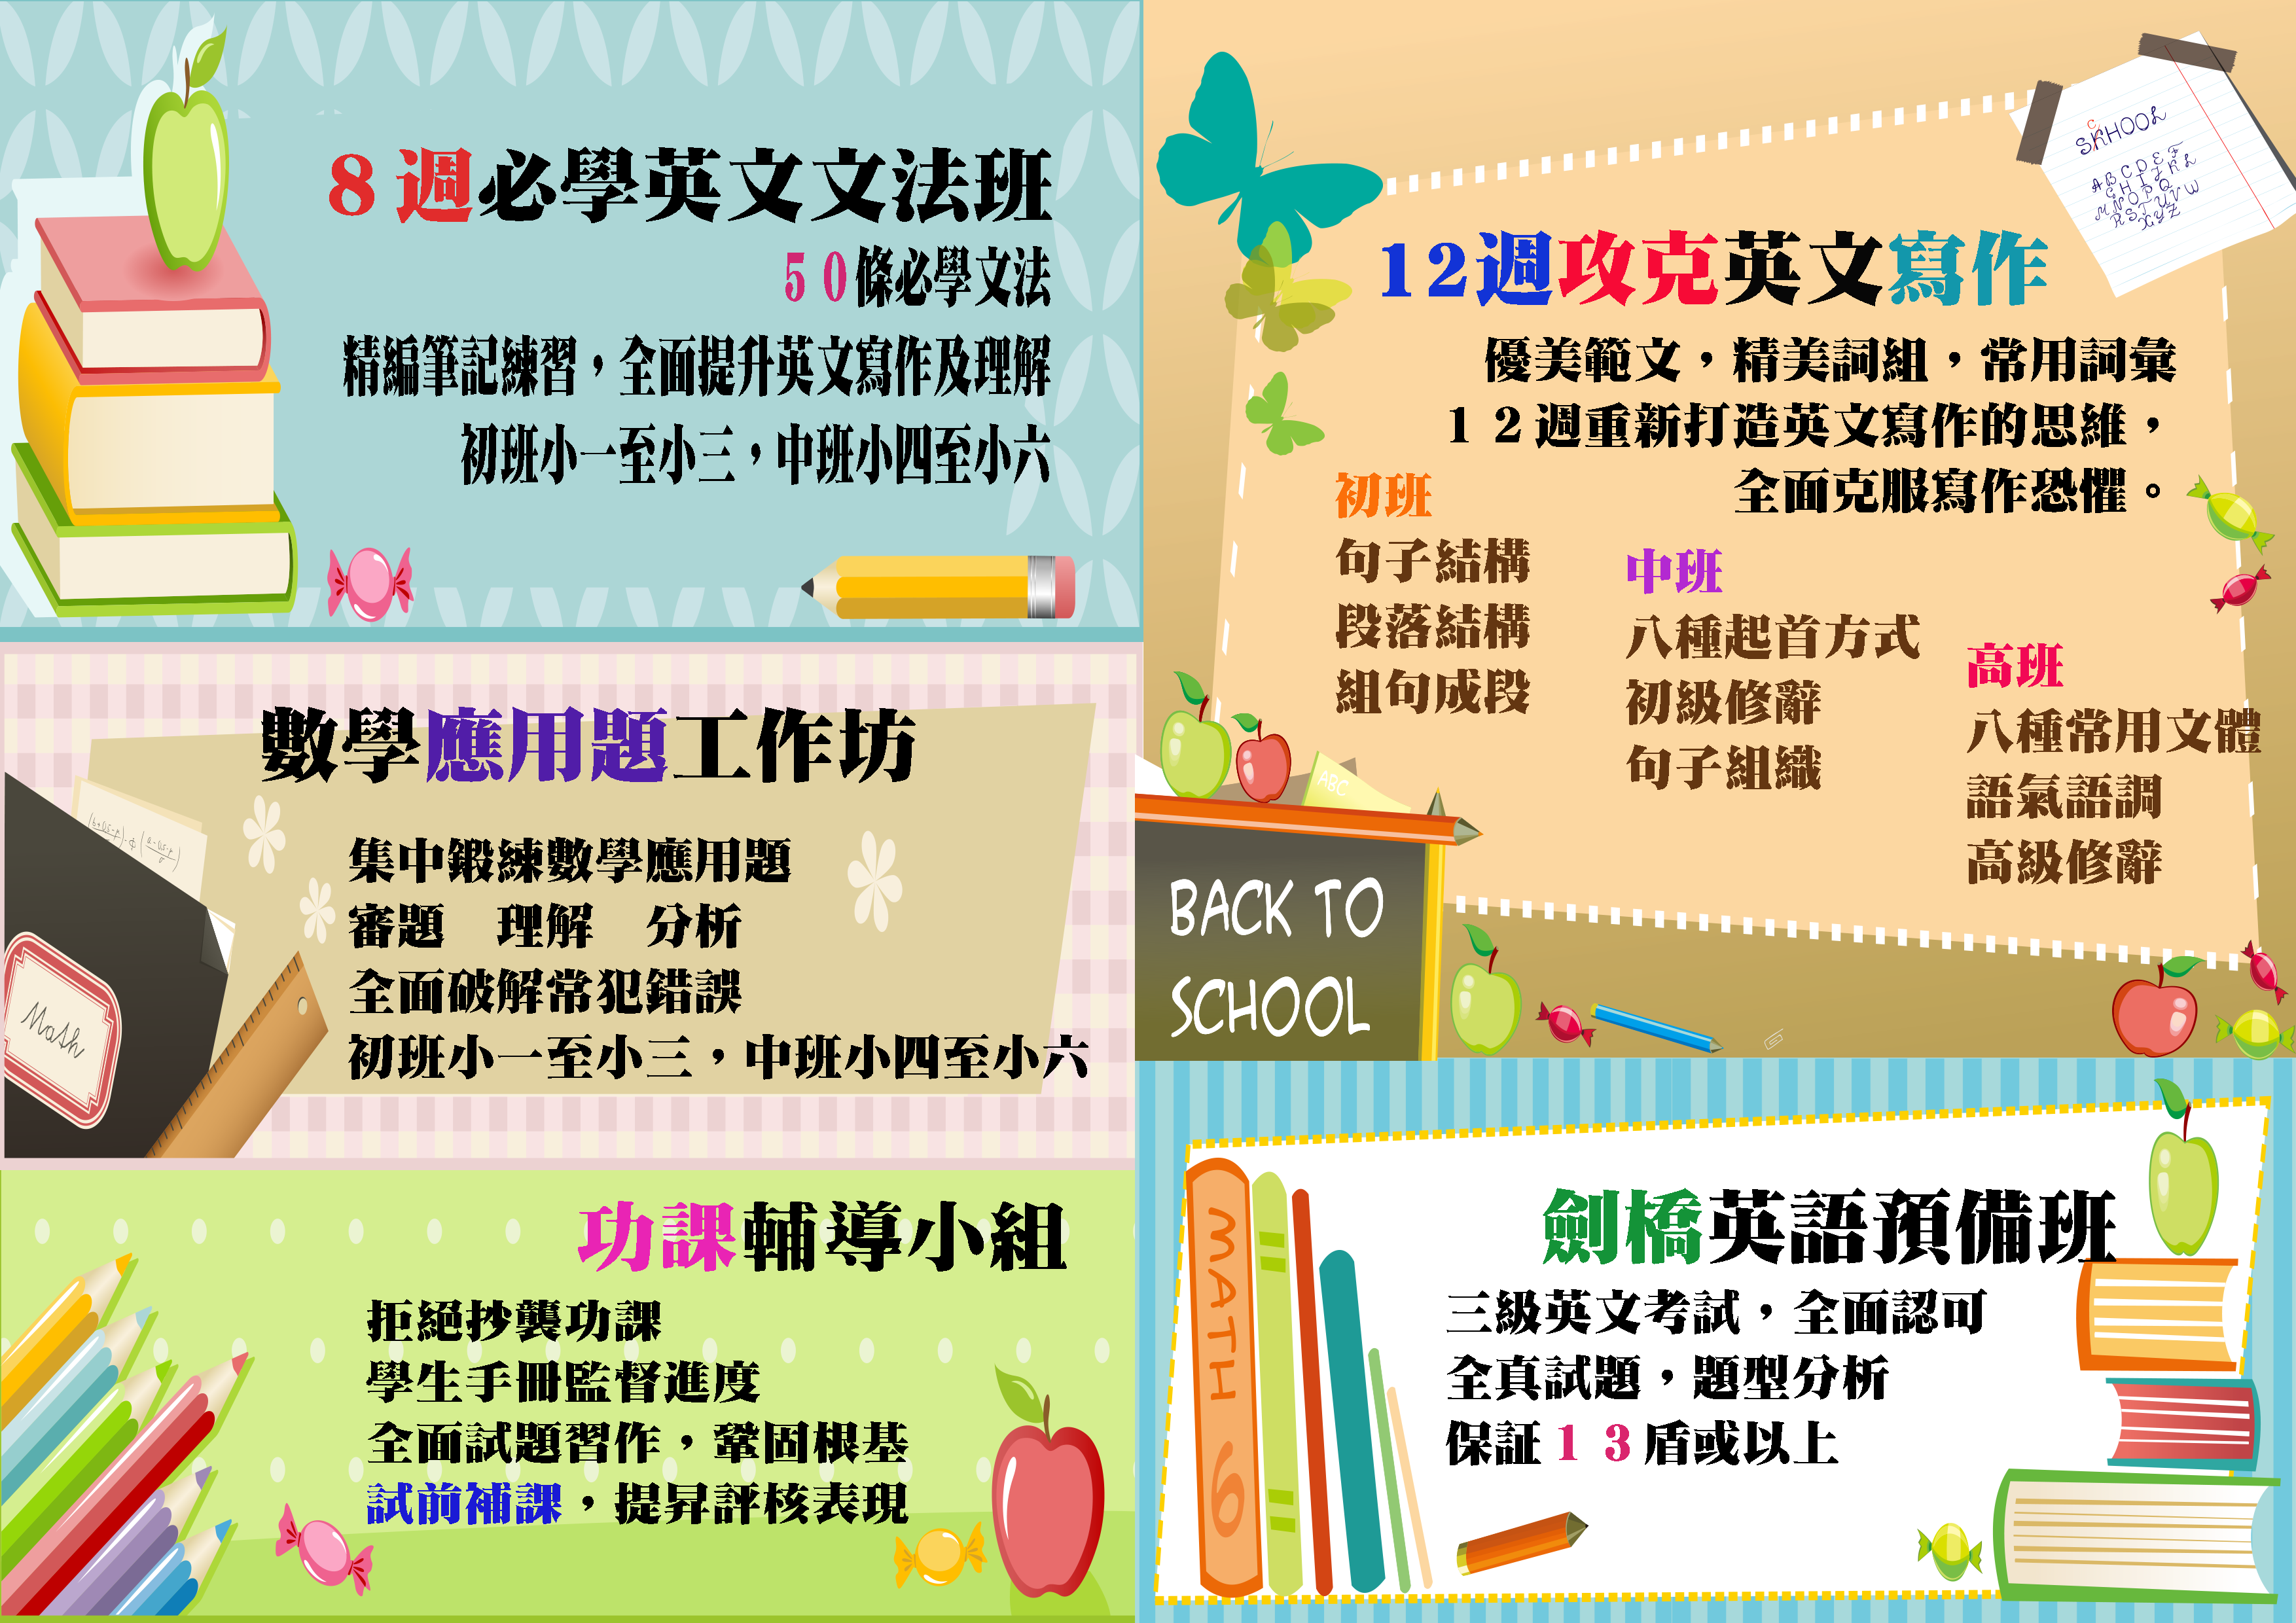 8週必學英文文法班
50條必學文法
精編筆記練習，全面提升英文寫作及理解
初班小一至小三，中班小四至小六
數學應用題工作坊
集中鍛練數學應用題
審題　理解　分析
全面破解常犯錯誤
初班小一至小三，中班小四至小六
Math
功課輔導小組
拒絕抄襲功課
學生手冊監督進度
全面試題習作，鞏固根基
試前補課，提昇評核表現
12週攻克英文寫作
優美範文，精美詞組，常用詞彙
12週重新打造英文寫作的思維，
全面克服寫作恐懼。
初班
句子結構
段落結構
組句成段
中班
八種起首方式
初級修辭
句子組織
高班
八種常用文體
語氣語調
高級修辭
C
SKHOOL
ABCDEF
GHIJKL
MNOPQ
RSTUVW
XYZ
ABC
BACK TO
SCHOOL
劍橋英語預備班
三級英文考試，全面認可
全真試題，題型分析
保証13盾或以上
MATH 6